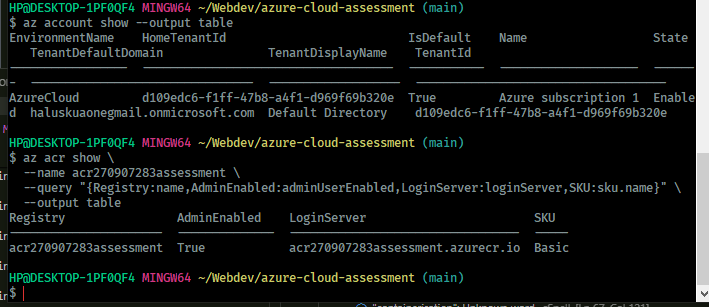 HP@DESKTOP-1PF0QF4 MINGW64 ~/Webdev/azure-cloud-assessment (main)
$ az account show --output table
EnvironmentName HomeTenantId IsDefault Name State
TenantDefaultDomain TenantDisplayName TenantId
AzureCloud d109edc6-f1ff-47b8-a4f1-d969f69b320e True Azure subscription 1 Enable
d haluskuaonegmail.onmicrosoft.com Default Directory d109edc6-f1ff-47b8-a4f1-d969f69b320e
HP@DESKTOP-1PF0QF4 MINGW64 ~/Webdev/azure-cloud-assessment (main)
$ az acr show \
--name acr270907283assessment \
--query "{Registry:name,AdminEnabled:adminUserEnabled,LoginServer:loginServer,SKU:sku.name}" \
--output table
Registry AdminEnabled LoginServer SKU
acr270907283assessment True acr270907283assessment.azurecr.io Basic
HP@DESKTOP-1PF0QF4 MINGW64 ~/Webdev/azure-cloud-assessment (main)
$